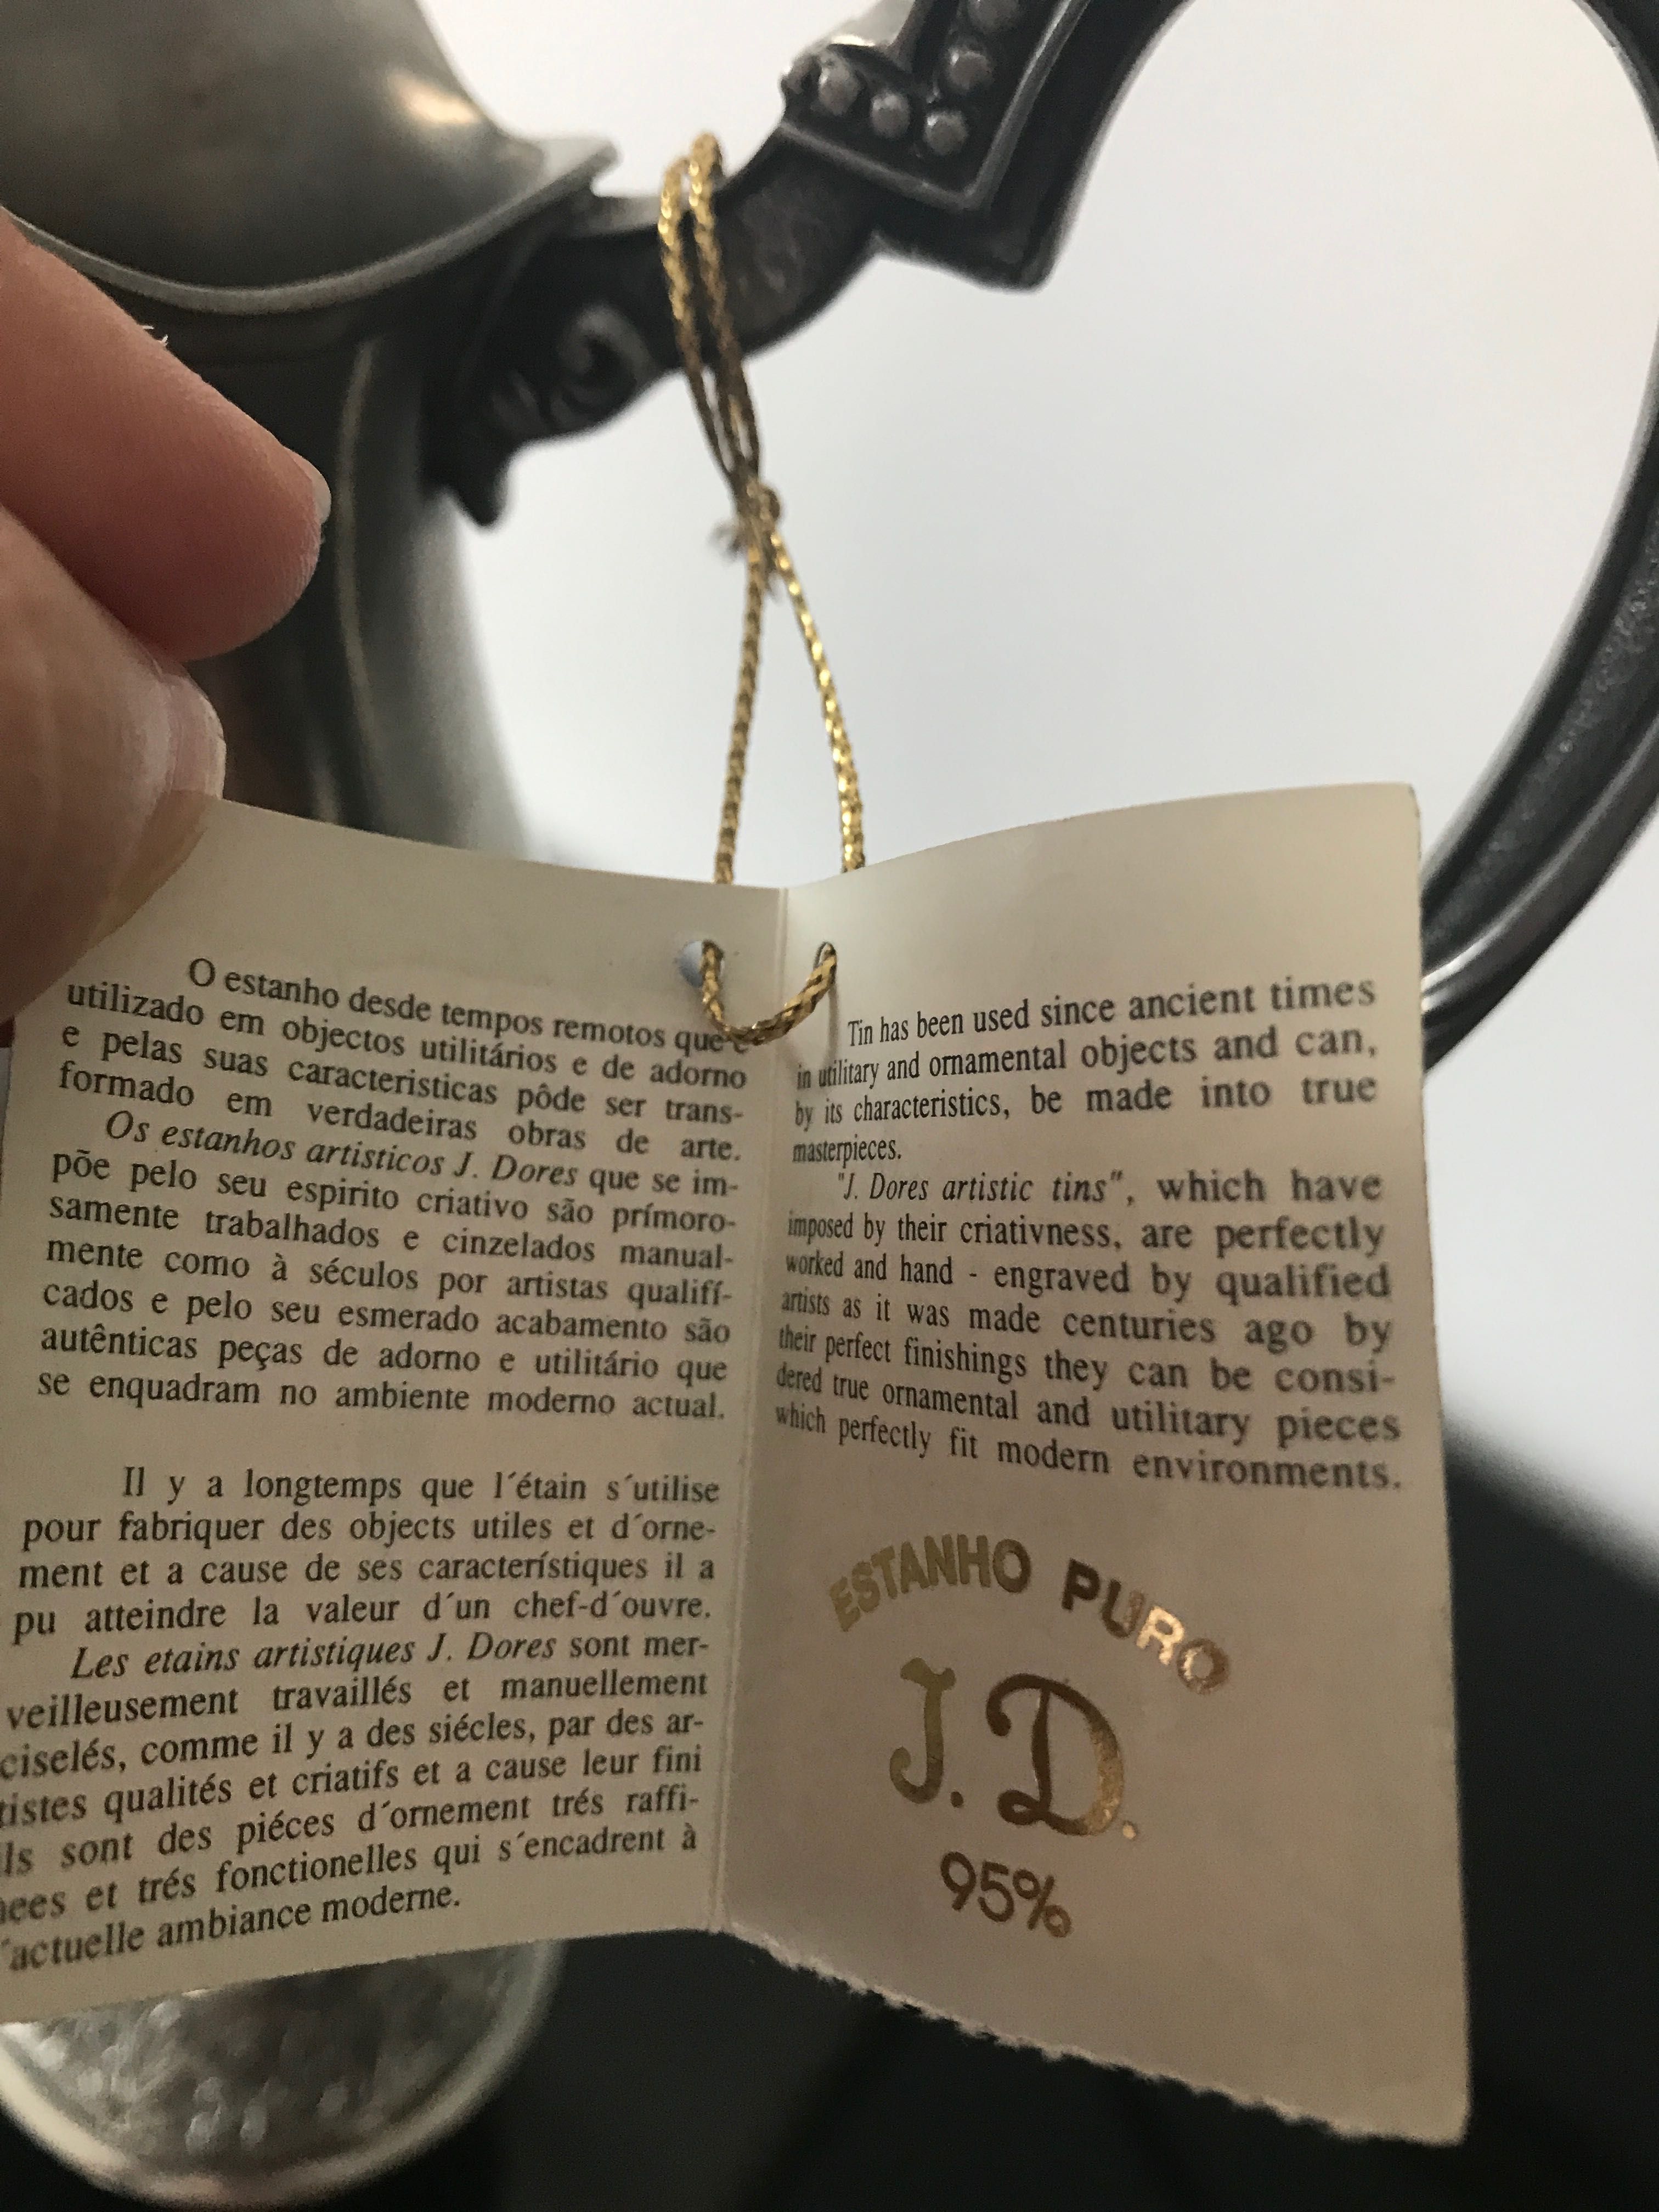 O estanho desde tempos remotos que é
utilizado em objectos utilitários e de adorno
e pelas suas caracteristicas pôde ser trans-
formado em verdadeiras obras de arte.
Os estanhos artisticos J. Dores que se im-
põe pelo seu espirito criativo são prímoro-
samente trabalhados e cinzelados manual-
mente como à séculos por artistas qualifí-
cados e pelo seu esmerado acabamento são
autênticas peças de adorno e utilitário que
se enquadram no ambiente moderno actual.
Il y a longtemps que l´étain s´utilise
pour fabriquer des objects utiles et d´orne-
ment et a cause de ses característiques il a
pu atteindre la valeur d´un chef-d´ouvre.
Les etains artistiques J. Dores sont mer-
veilleusement travaillés et manuellement
ciselés, comme il y a des siécles, par des ar-
tistes qualités et criatifs et a cause leur fini
ls sont des piéces d´ornement trés raffi-
nees et trés fonctionelles qui s´encadrent à
´actuelle ambiance moderne.
Tin has been used since ancient times
in utilitary and ornamental objects and can,
by its characteristics, be made into true
masterpieces.
"J. Dores artistic tins", which have
imposed by their criativness, are perfectly
worked and hand - engraved by qualified
artists as it was made centuries ago by
their perfect finishings they can be consi-
dered true ornamental and utilitary pieces
which perfectly fit modern environments.
ESTANHO PURO
J. D.
95%